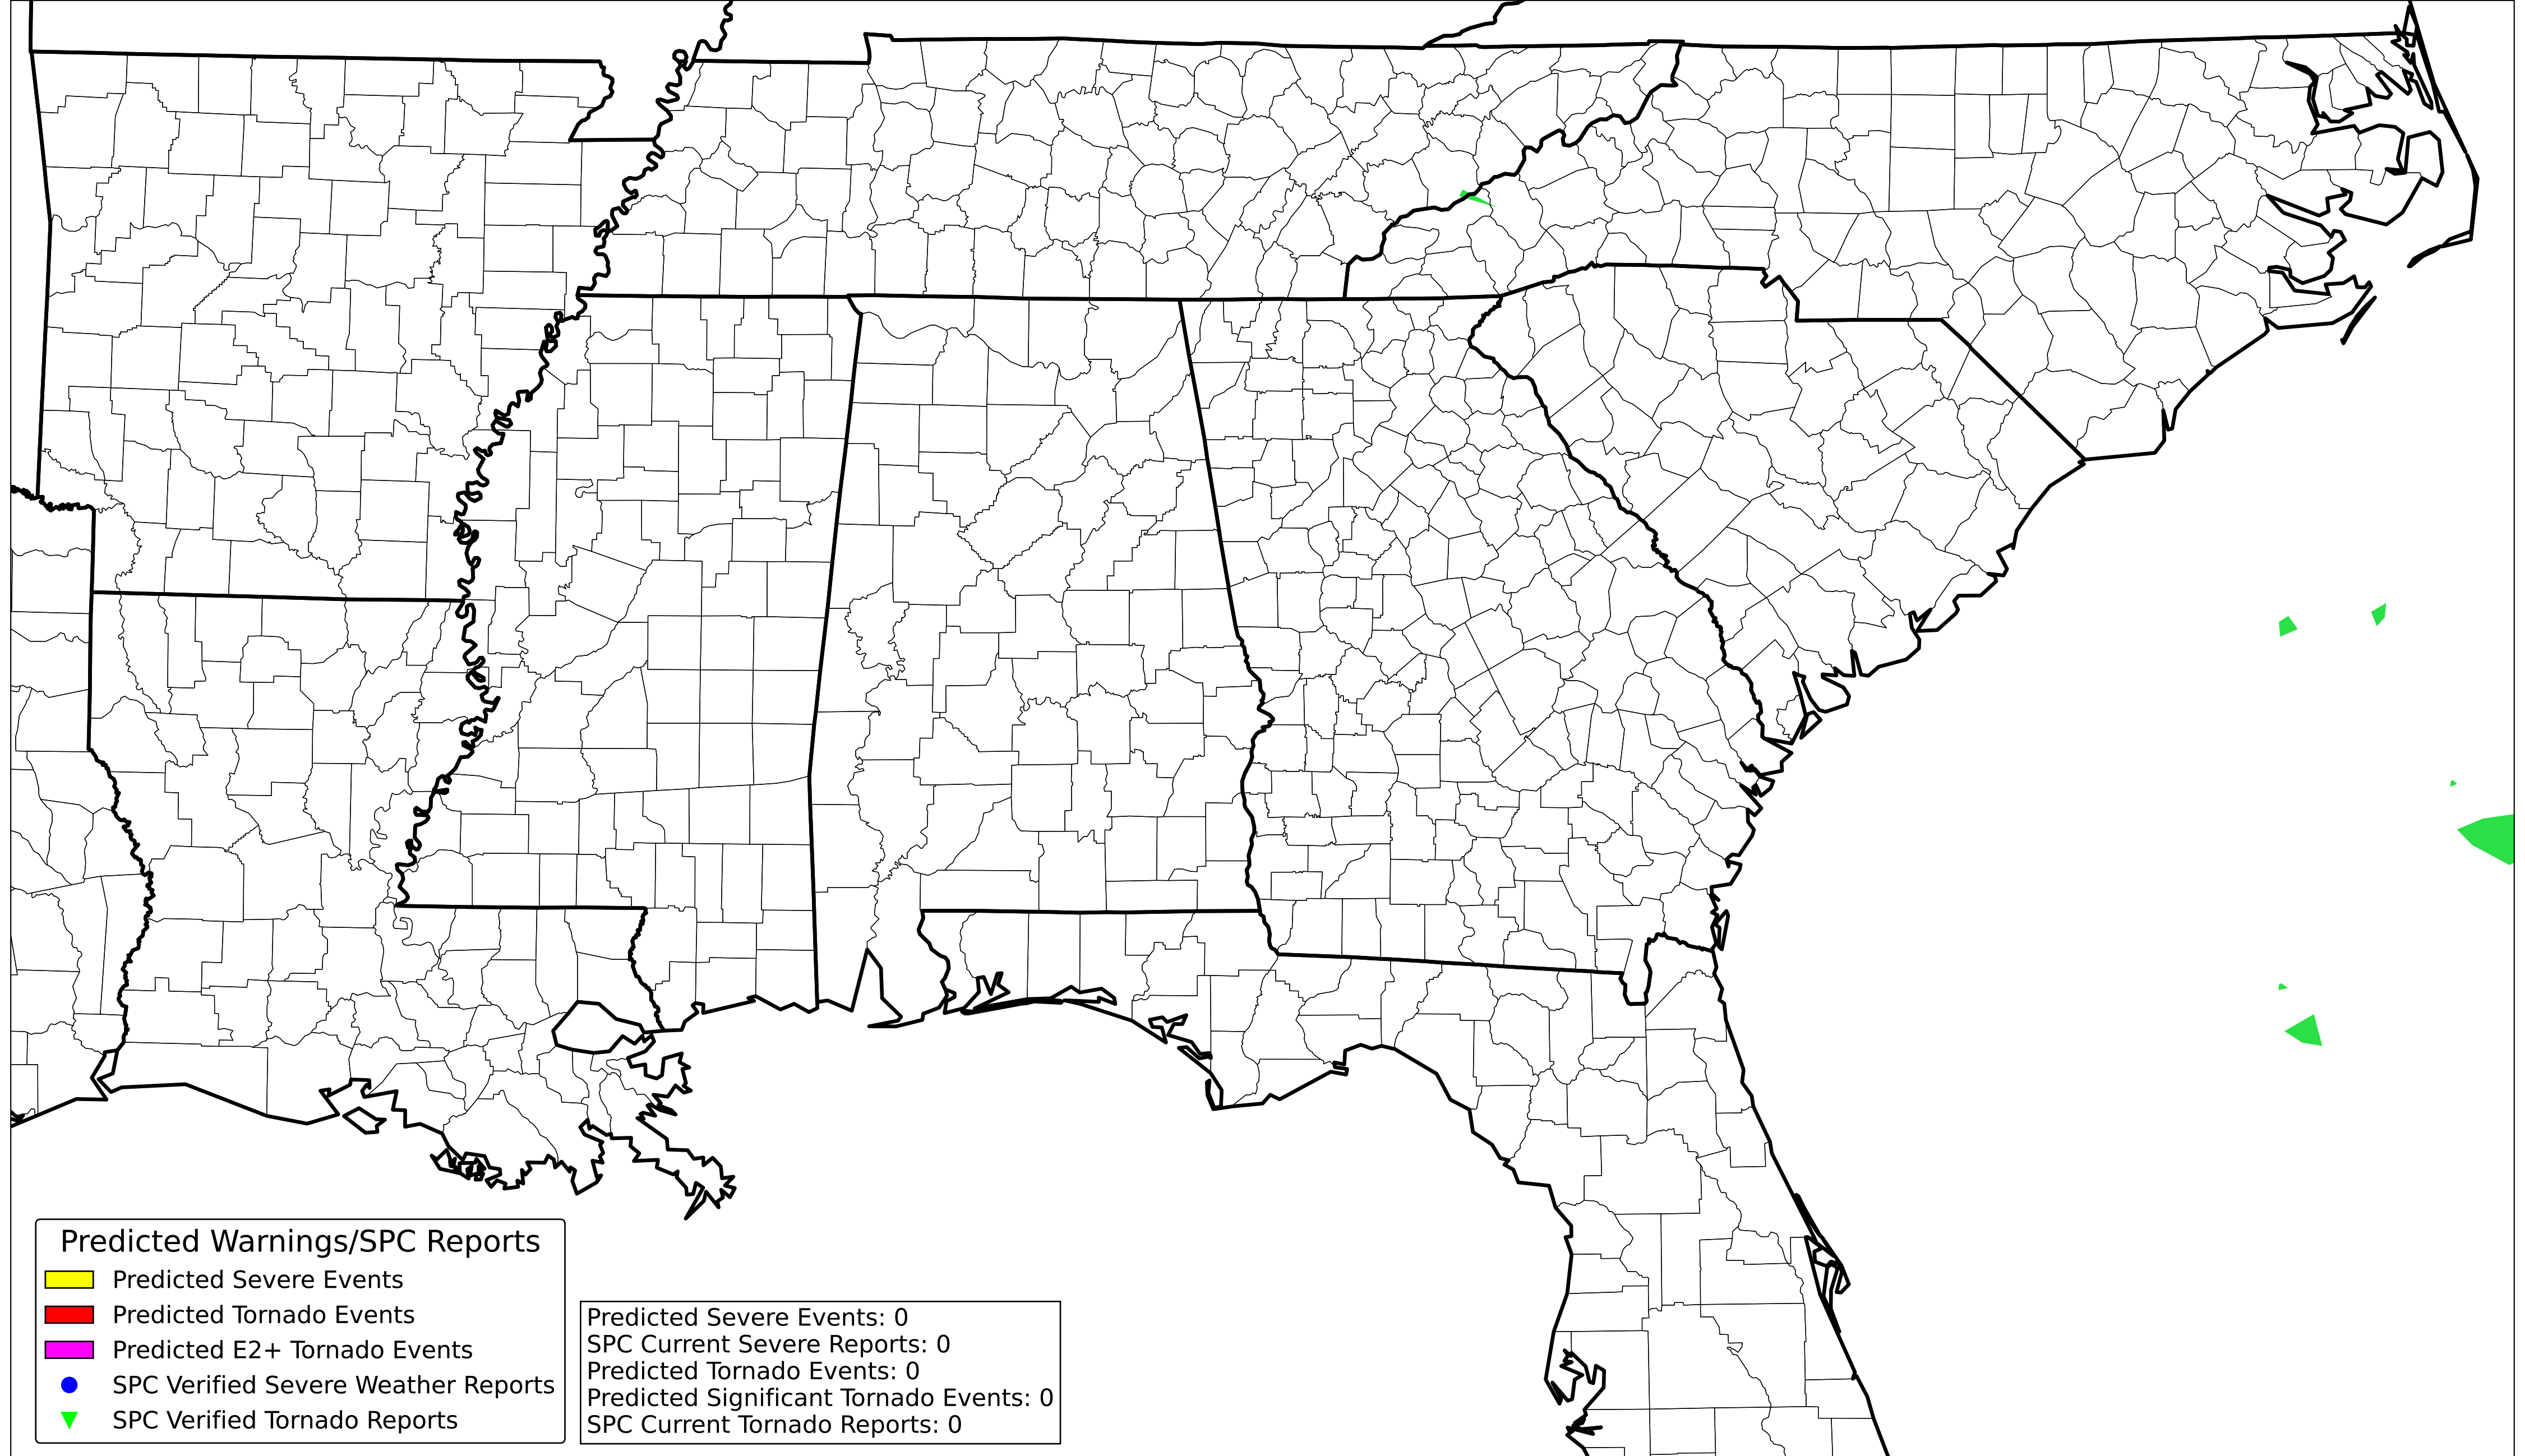 Predicted Warnings/SPC Reports
Predicted Severe Events
Predicted Tornado Events
Predicted E2+ Tornado Events
SPC Verified Severe Weather Reports
SPC Verified Tornado Reports
Predicted Severe Events: 0
SPC Current Severe Reports: 0
Predicted Tornado Events: 0
Predicted Significant Tornado Events: 0
SPC Current Tornado Reports: 0